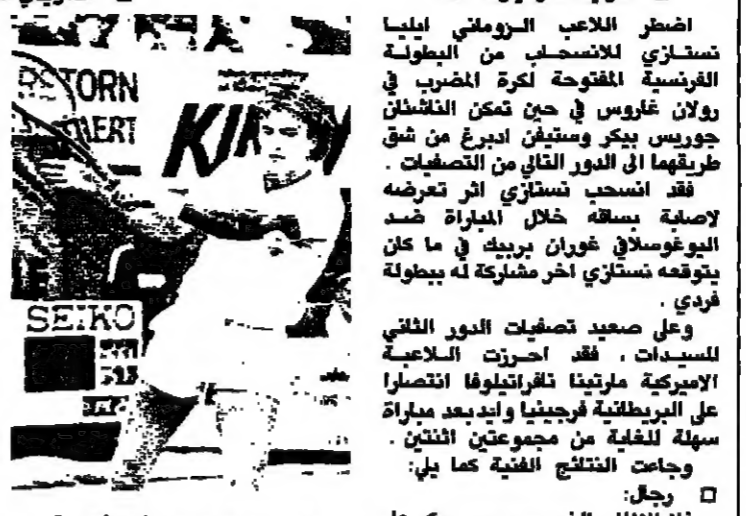 اضطر اللاعب الروماني ايليا
نستازي للانسحاب من البطولة
الفرنسية المفتوحة لكرة المضرب في
رولان غاروس في حين تمكن الناشئان
جوريس بيكر وستيفن ادبرغ من شق
طريقهما الى الدور التالي من التصفيات .
فقد انسحب نستازي اثر تعرضه
لاصابة بساقه خلال المباراة ضد
اليوغوسلافي غوران بربيك في ما كان
يتوقعه نستازي اخر مشاركة له ببطولة
فردي .
وعلى صعيد تصفيات الدور الثاني
للسيدات ، فقد احرزت اللاعبة
الاميركية مارتينا نافراتيلوفا انتصارا
على البريطانية فرجينيا وايد بعد مباراة
سهلة للغاية من مجموعتين اثنتين .
وجاءت النتائج الفنية كما يلي:
□ رجال:
TORN
MERT
KI
SEIKO